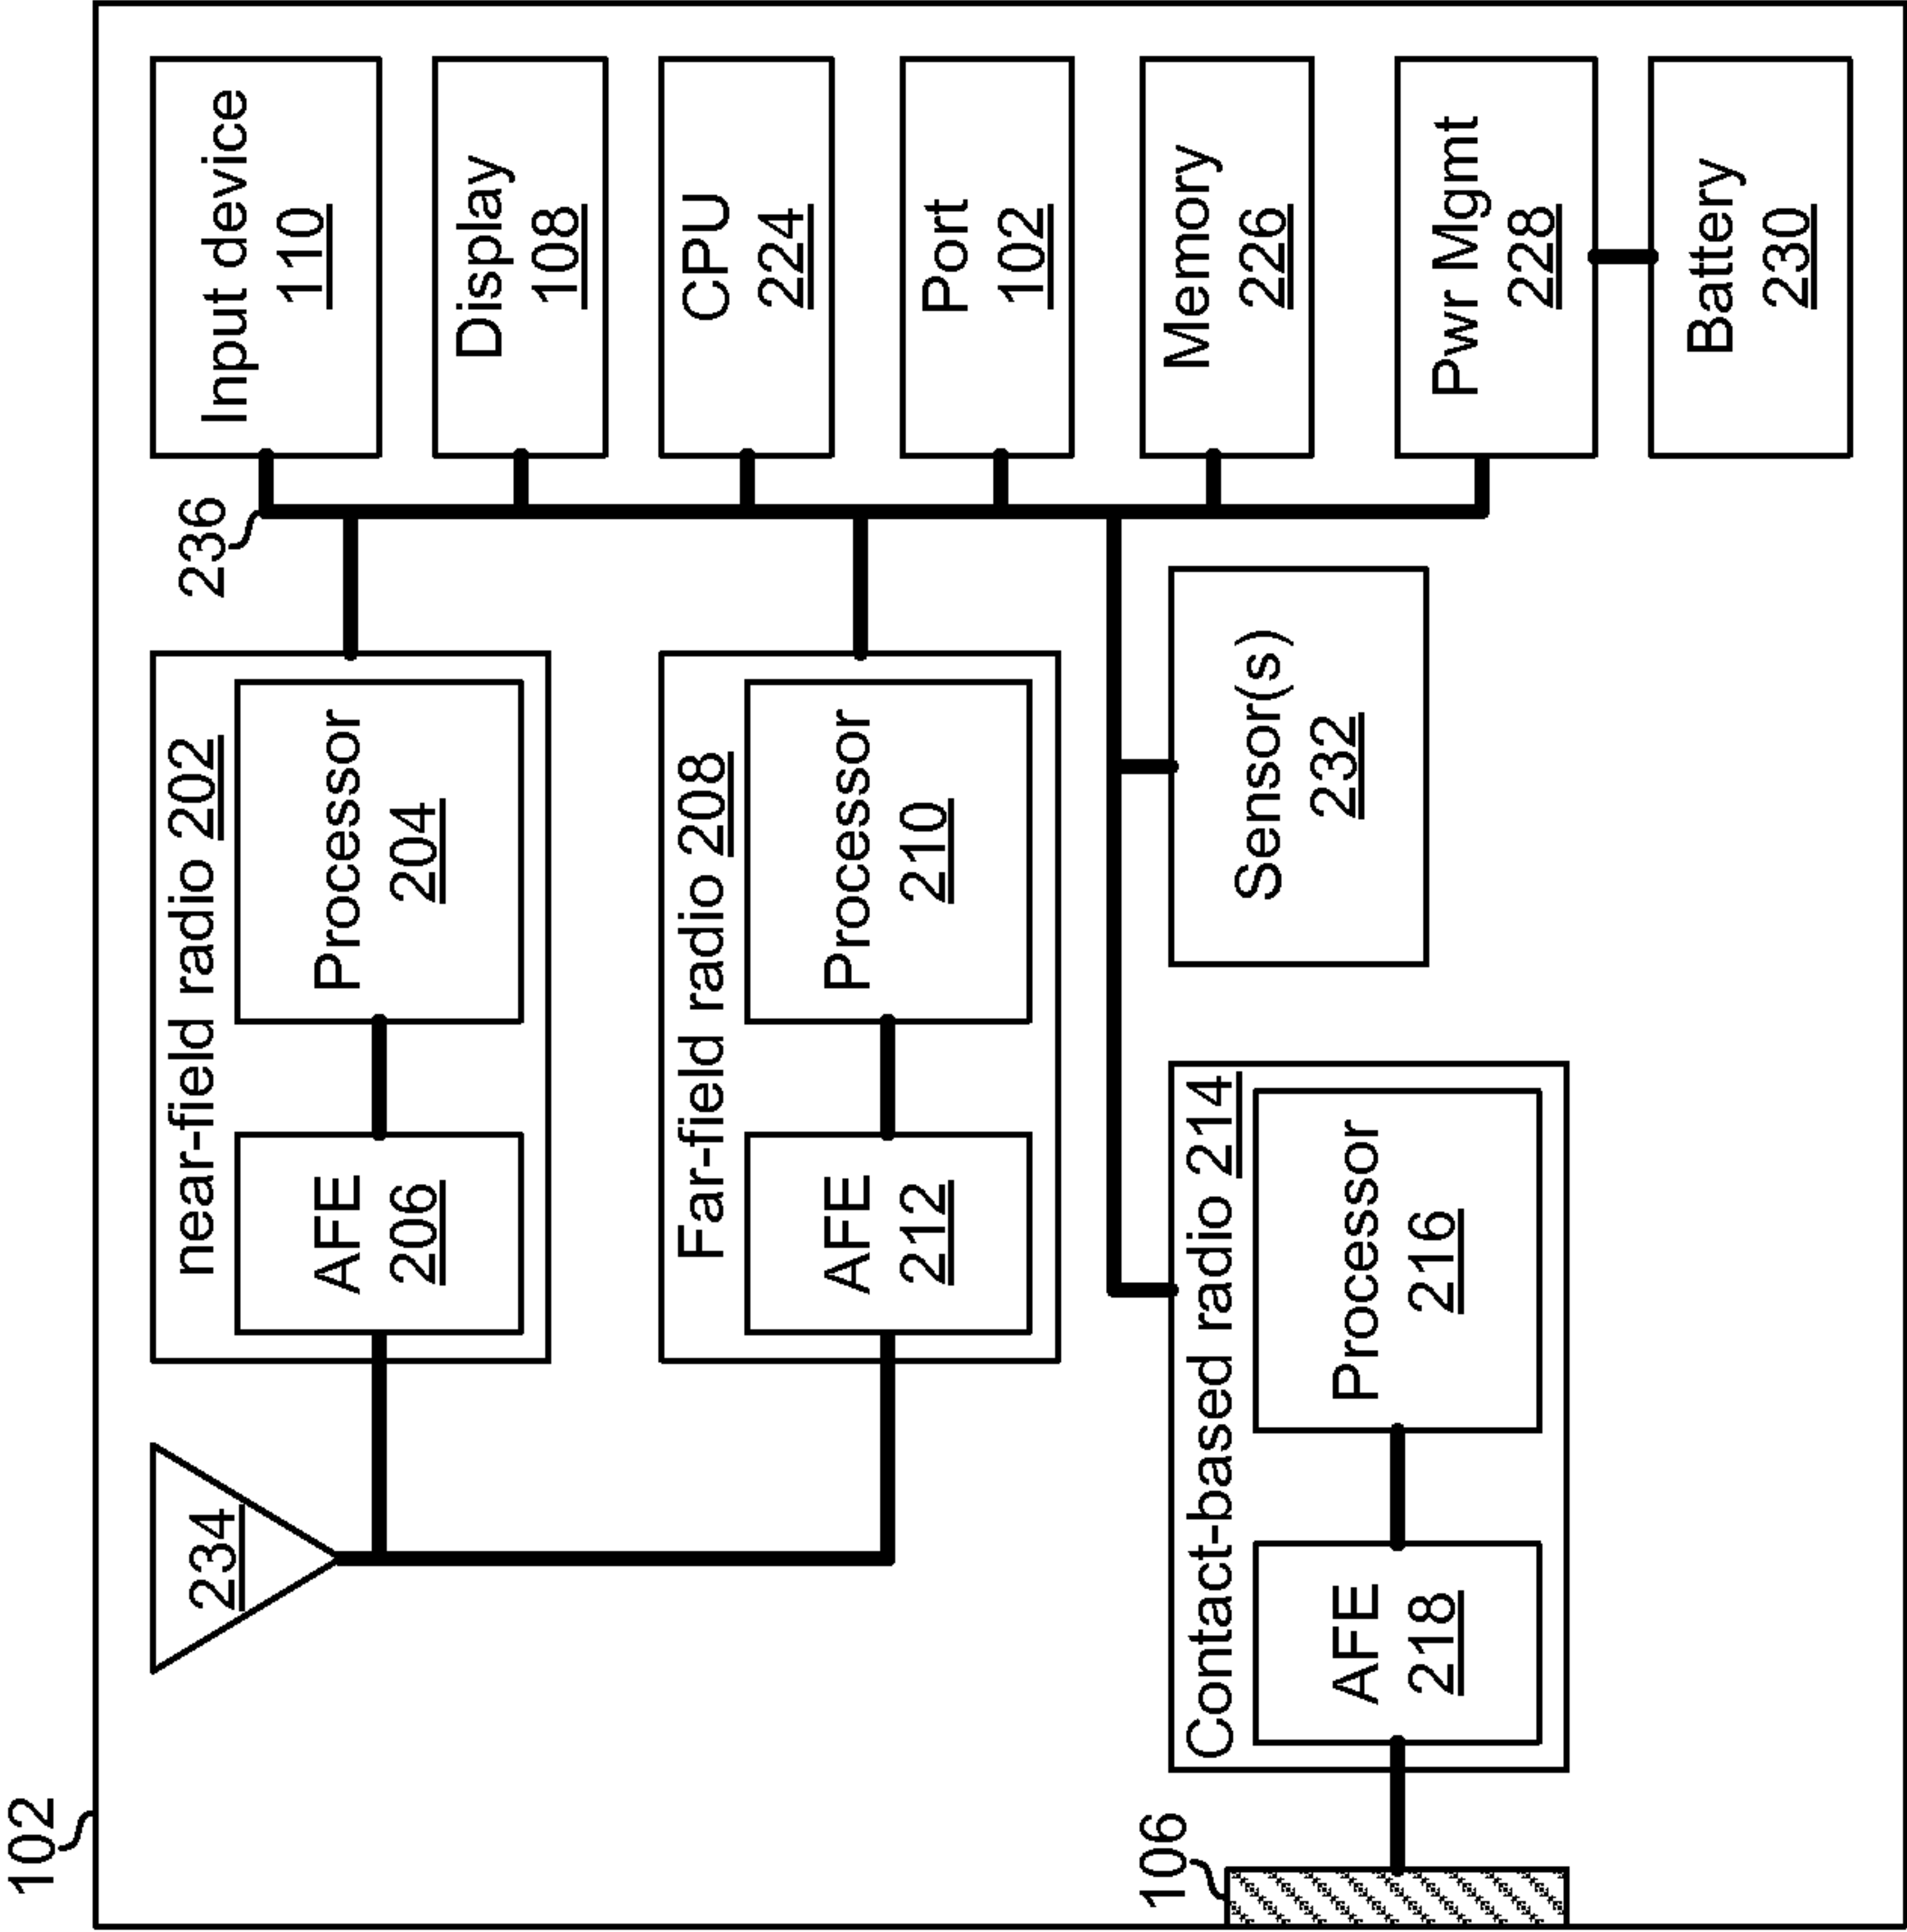 102
234
near-field radio 202
AFE
206
Processor
204
236
Input device
110
Display
108
Far-field radio 208
AFE
212
Processor
210
CPU
224
Port
102
106
Contact-based radio 214
AFE
218
Processor
216
Sensor(s)
232
Memory
226
Pwr Mgmt
228
Battery
230